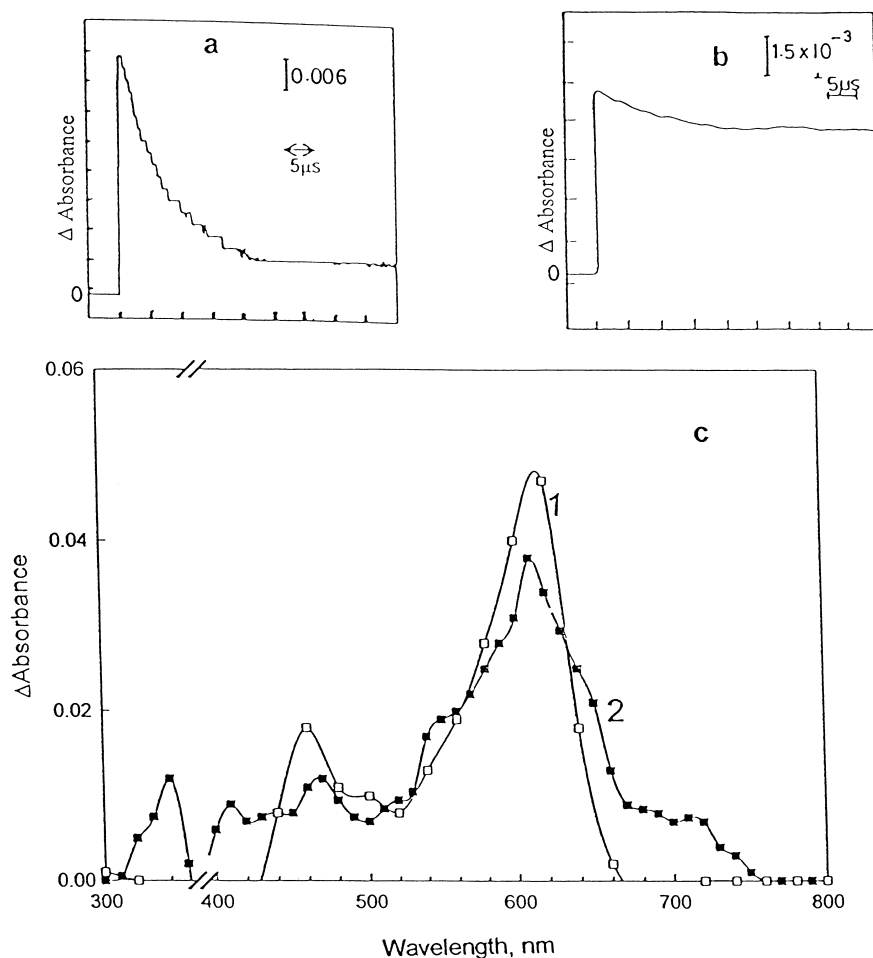 a
0.006
5μs
Δ Absorbance
0
b
1.5 x 10⁻³
5μs
Δ Absorbance
0
c
1
2
0.06
0.04
0.02
0.00
ΔAbsorbance
300 400 500 600 700 800
Wavelength, nm